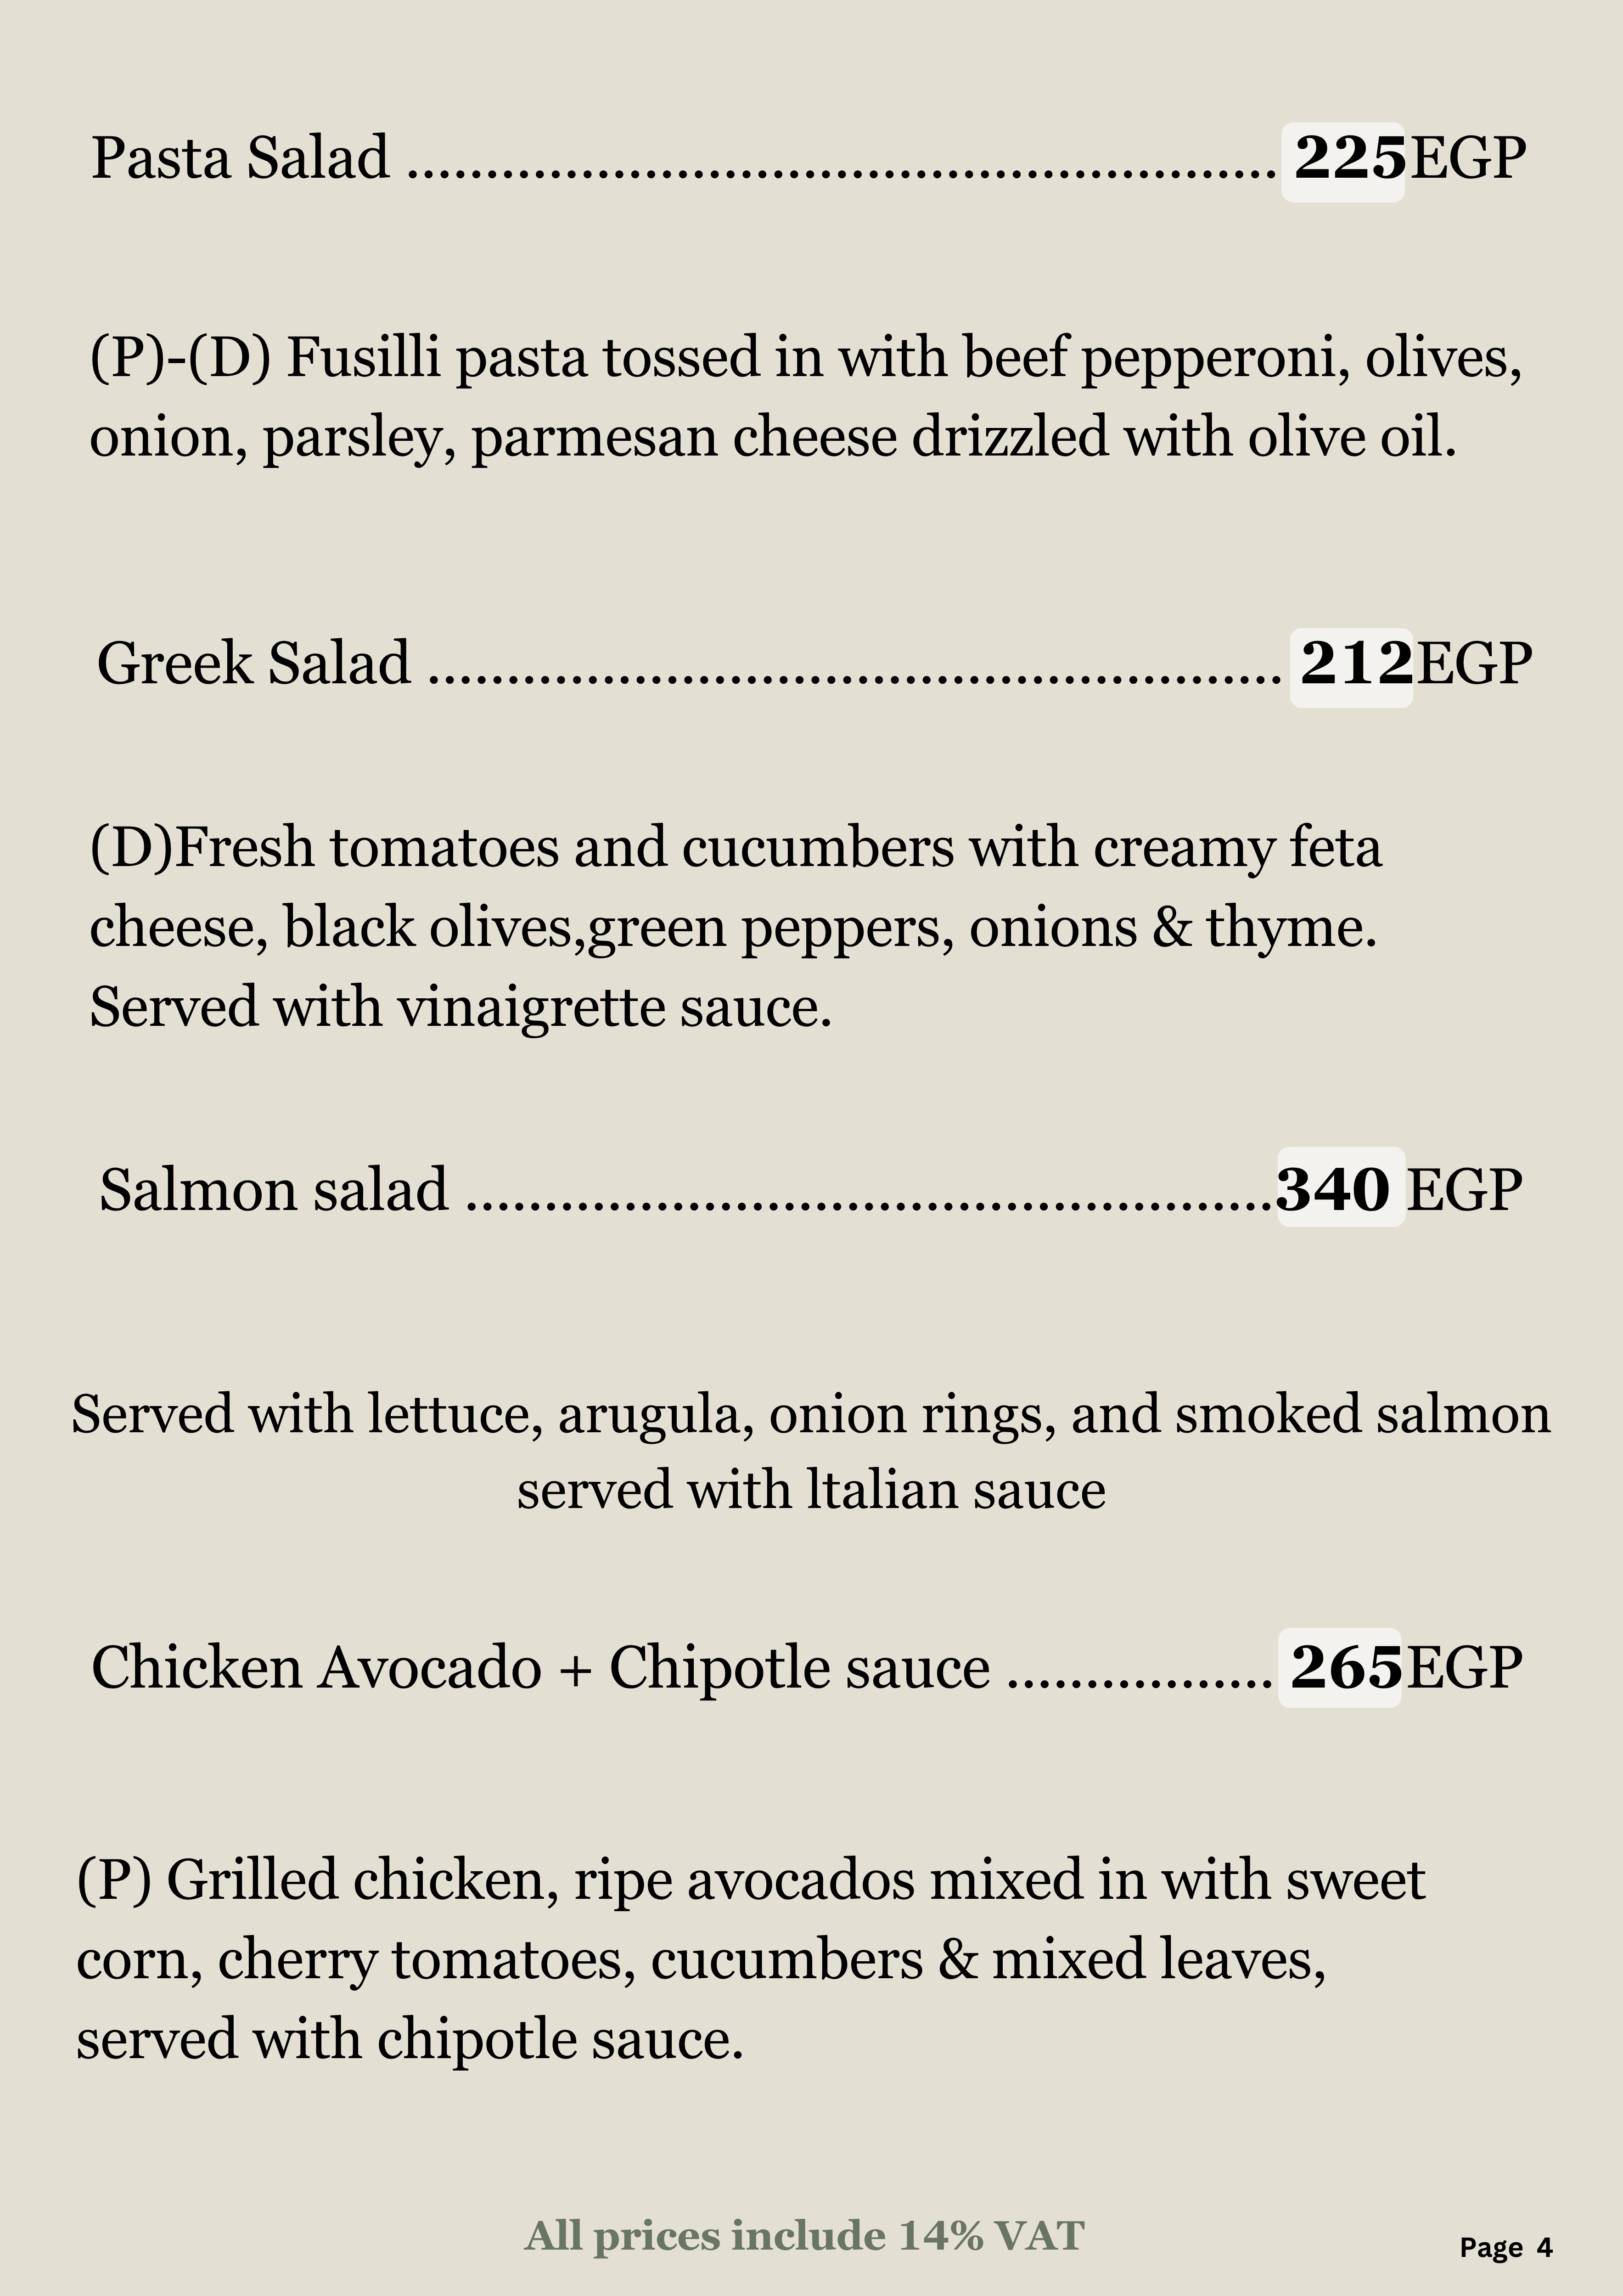 Pasta Salad ....................................................... 225EGP
(P)-(D) Fusilli pasta tossed in with beef pepperoni, olives,
onion, parsley, parmesan cheese drizzled with olive oil.
Greek Salad ...................................................... 212EGP
(D)Fresh tomatoes and cucumbers with creamy feta
cheese, black olives,green peppers, onions & thyme.
Served with vinaigrette sauce.
Salmon salad ...................................................340 EGP
Served with lettuce, arugula, onion rings, and smoked salmon
served with ltalian sauce
Chicken Avocado + Chipotle sauce ................. 265EGP
(P) Grilled chicken, ripe avocados mixed in with sweet
corn, cherry tomatoes, cucumbers & mixed leaves,
served with chipotle sauce.
All prices include 14% VAT
Page 4